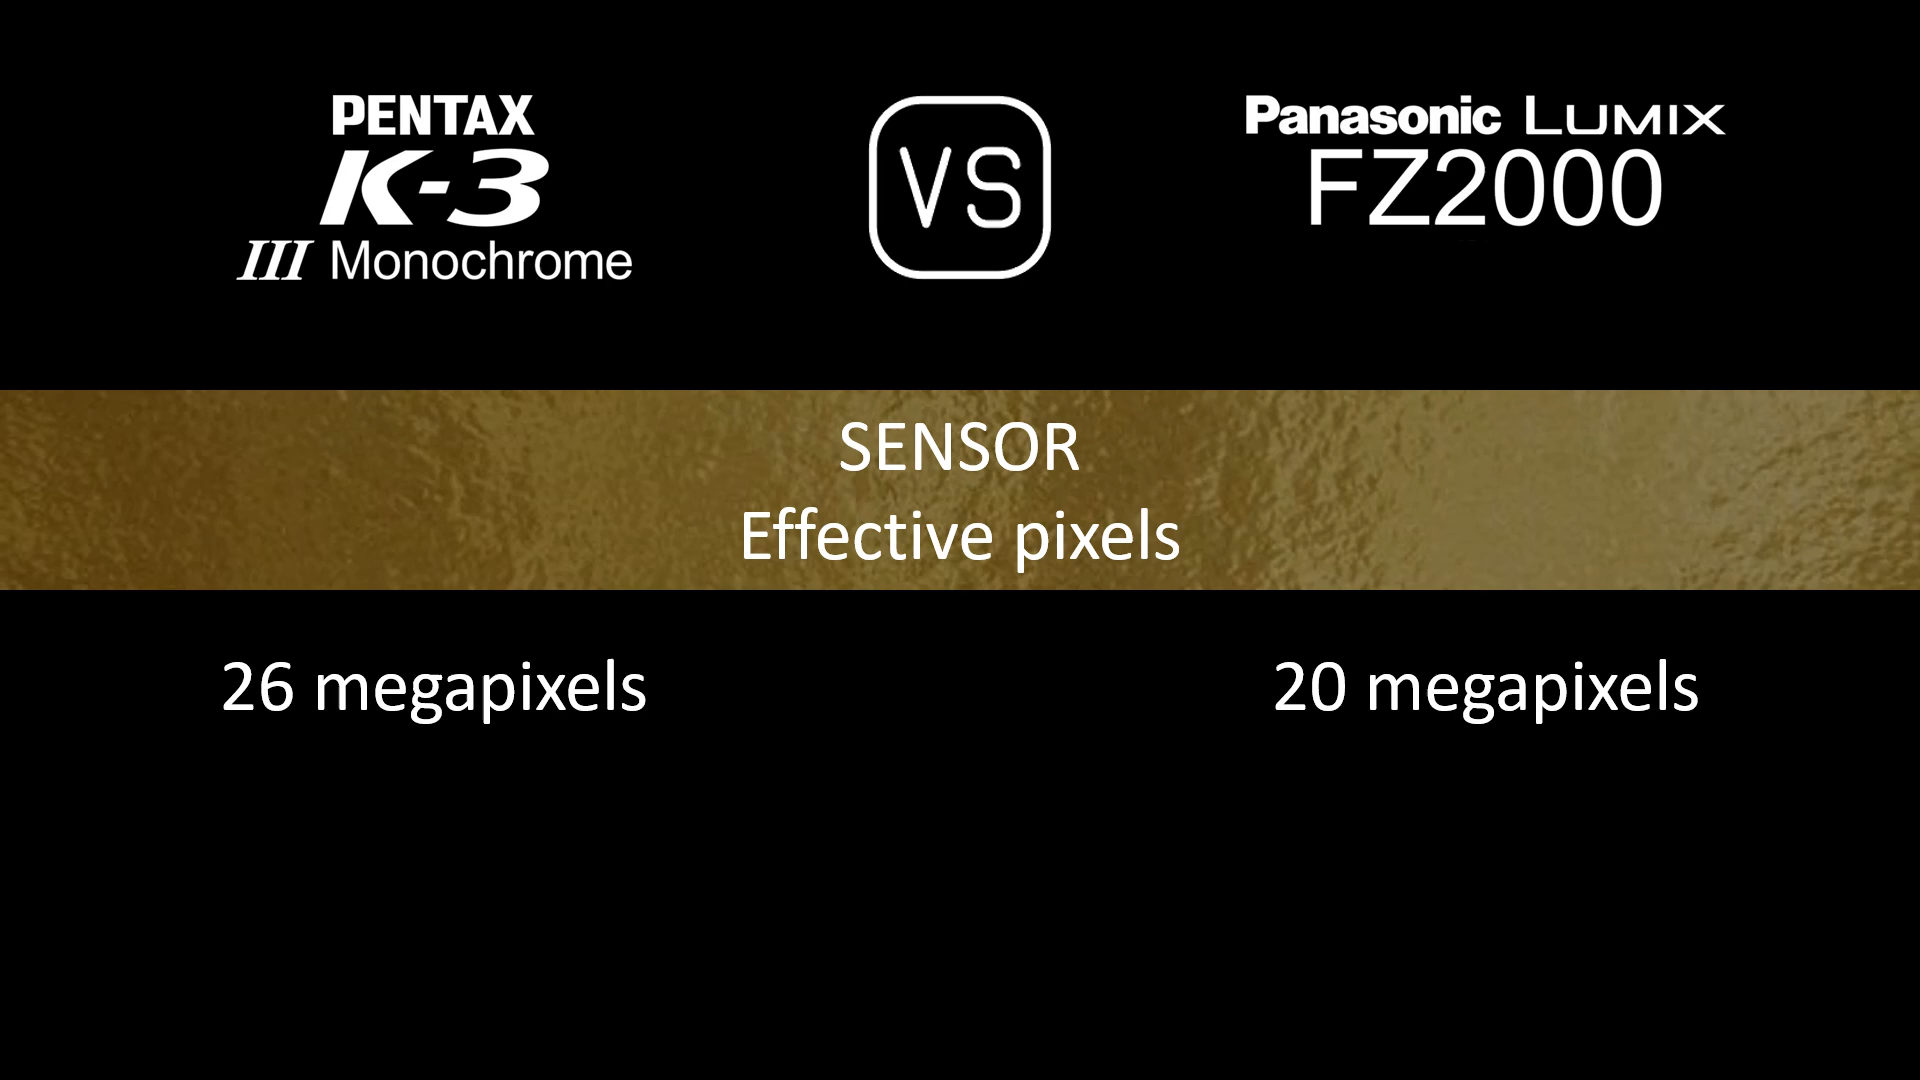 PENTAX
K-3
III Monochrome
VS
Panasonic LUMIX
FZ2000
SENSOR
Effective pixels
26 megapixels
20 megapixels